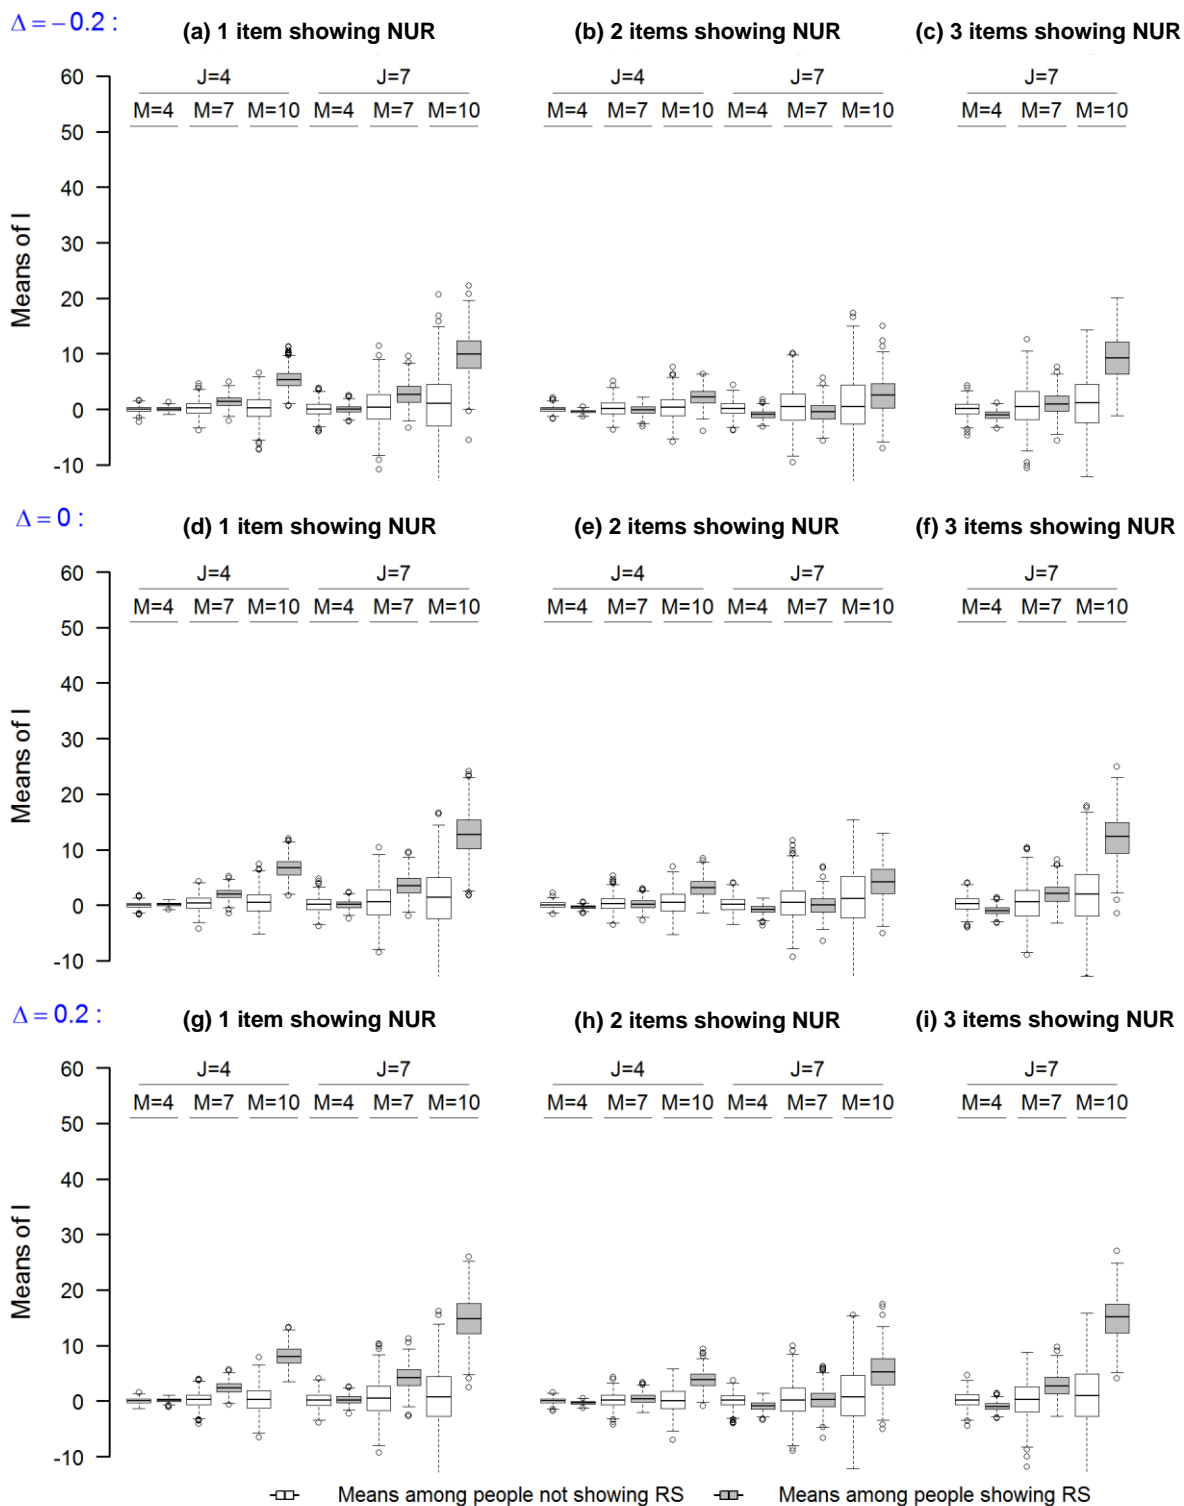 Δ = − 0.2 :
(a) 1 item showing NUR (b) 2 items showing NUR (c) 3 items showing NUR
J=4 J=7 J=4 J=7 J=7
M=4 M=7 M=10 M=4 M=7 M=10 M=4 M=7 M=10 M=4 M=7 M=10 M=4 M=7 M=10
60
50
40
30
20
10
0
-10
Means of I
Δ = 0 :
(d) 1 item showing NUR (e) 2 items showing NUR (f) 3 items showing NUR
J=4 J=7 J=4 J=7 J=7
M=4 M=7 M=10 M=4 M=7 M=10 M=4 M=7 M=10 M=4 M=7 M=10 M=4 M=7 M=10
60
50
40
30
20
10
0
-10
Means of I
Δ = 0.2 :
(g) 1 item showing NUR (h) 2 items showing NUR (i) 3 items showing NUR
J=4 J=7 J=4 J=7 J=7
M=4 M=7 M=10 M=4 M=7 M=10 M=4 M=7 M=10 M=4 M=7 M=10 M=4 M=7 M=10
60
50
40
30
20
10
0
-10
Means of I
Means among people not showing RS Means among people showing RS